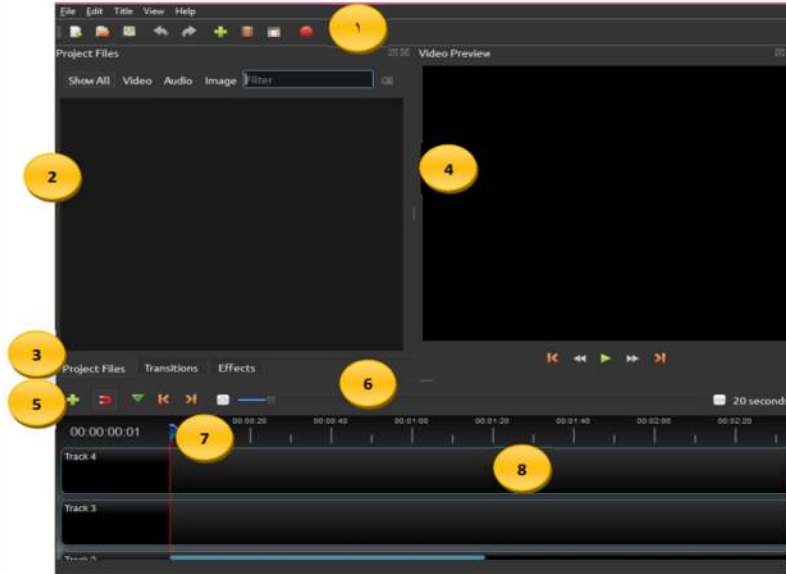 File Edit Title View Help
١
Project Files
Video Preview
Show All Video Audio Image Filter
2
4
3
Project Files Transitions Effects
6
5
20 seconds
00:00:00:01
7
00:00:20 00:00:40 00:01:00 00:01:20 00:01:40 00:02:00 00:02:20
8
Track 4
Track 3